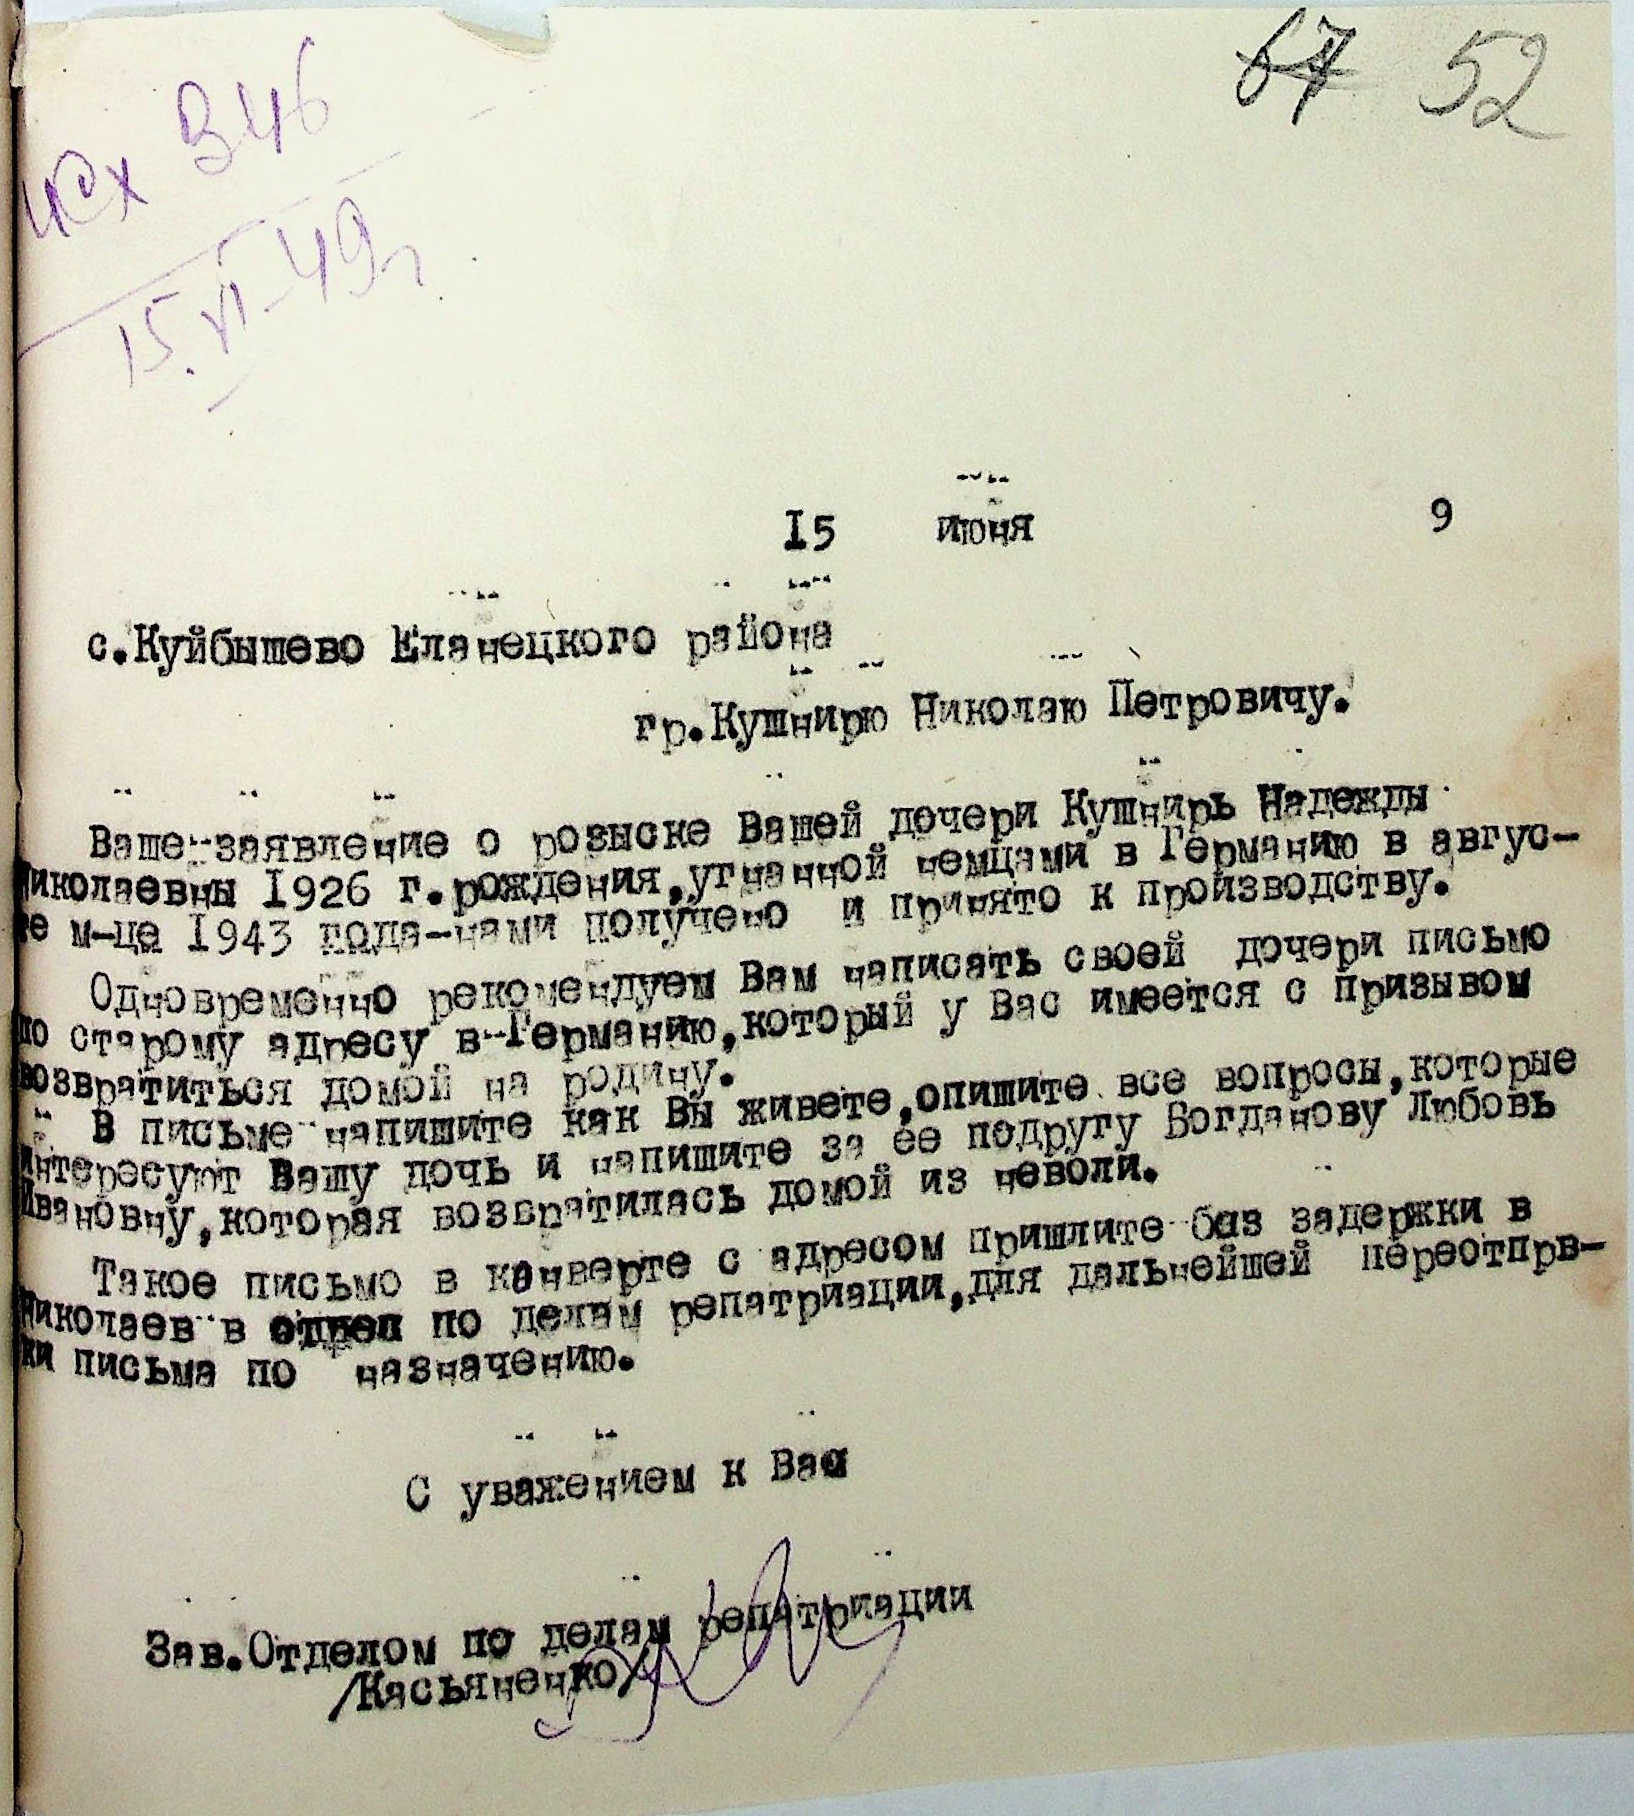 67 52
исх 346
15.VI-49г
15 июня 9
с.Куйбышево Еланецкого района
гр.Кушнирю Николаю Петровичу.
Ваше заявление о розыске Вашей дочери Кушнирь Надежды
Николаевны 1926 г.рождения,угнанной немцами в Германию в авгус-
те м-це 1943 года-нами получено и принято к производству.
Одновременно рекомендуем Вам написать своей дочери письмо
по старому адресу в Германию,который у Вас имеется с призывом
возвратиться домой на родину.
В письме напишите как Вы живете,опишите все вопросы,которые
интересуют Вашу дочь и напишите за ее подругу Богданову Любовь
Ивановну,которая возвратилась домой из неволи.
Такое письмо в конверте с адресом пришлите без задержки в
Николаев в отдел по делам репатриации,для дальнейшей переотпрв-
ки письма по назначению.
С уважением к Вам
Зав.Отделом по делам репатриации
/Касьяненко/